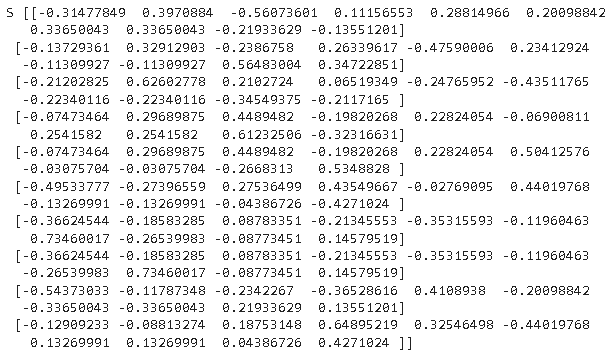 S [[-0.31477849  0.3970884  -0.56073601  0.11156553  0.28814966  0.20098842
   0.33650043  0.33650043 -0.21933629 -0.13551201]
 [-0.13729361  0.32912903 -0.2386758   0.26339617 -0.47590006  0.23412924
  -0.11309927 -0.11309927  0.56483004  0.34722851]
 [-0.21202825  0.62602778  0.2102724   0.06519349 -0.24765952 -0.43511765
  -0.22340116 -0.22340116 -0.34549375 -0.2117165 ]
 [-0.07473464  0.29689875  0.4489482  -0.19820268  0.22824054 -0.06900811
   0.2541582   0.2541582   0.61232506 -0.32316631]
 [-0.07473464  0.29689875  0.4489482  -0.19820268  0.22824054  0.50412576
  -0.03075704 -0.03075704 -0.2668313   0.5348828 ]
 [-0.49533777 -0.27396559  0.27536499  0.43549667 -0.02769095  0.44019768
  -0.13269991 -0.13269991 -0.04386726 -0.4271024 ]
 [-0.36624544 -0.18583285  0.08783351 -0.21345553 -0.35315593 -0.11960463
   0.73460017 -0.26539983 -0.08773451  0.14579519]
 [-0.36624544 -0.18583285  0.08783351 -0.21345553 -0.35315593 -0.11960463
  -0.26539983  0.73460017 -0.08773451  0.14579519]
 [-0.54373033 -0.11787348 -0.2342267  -0.36528616  0.4108938  -0.20098842
  -0.33650043 -0.33650043  0.21933629  0.13551201]
 [-0.12909233 -0.08813274  0.18753148  0.64895219  0.32546498 -0.44019768
   0.13269991  0.13269991  0.04386726  0.4271024 ]]